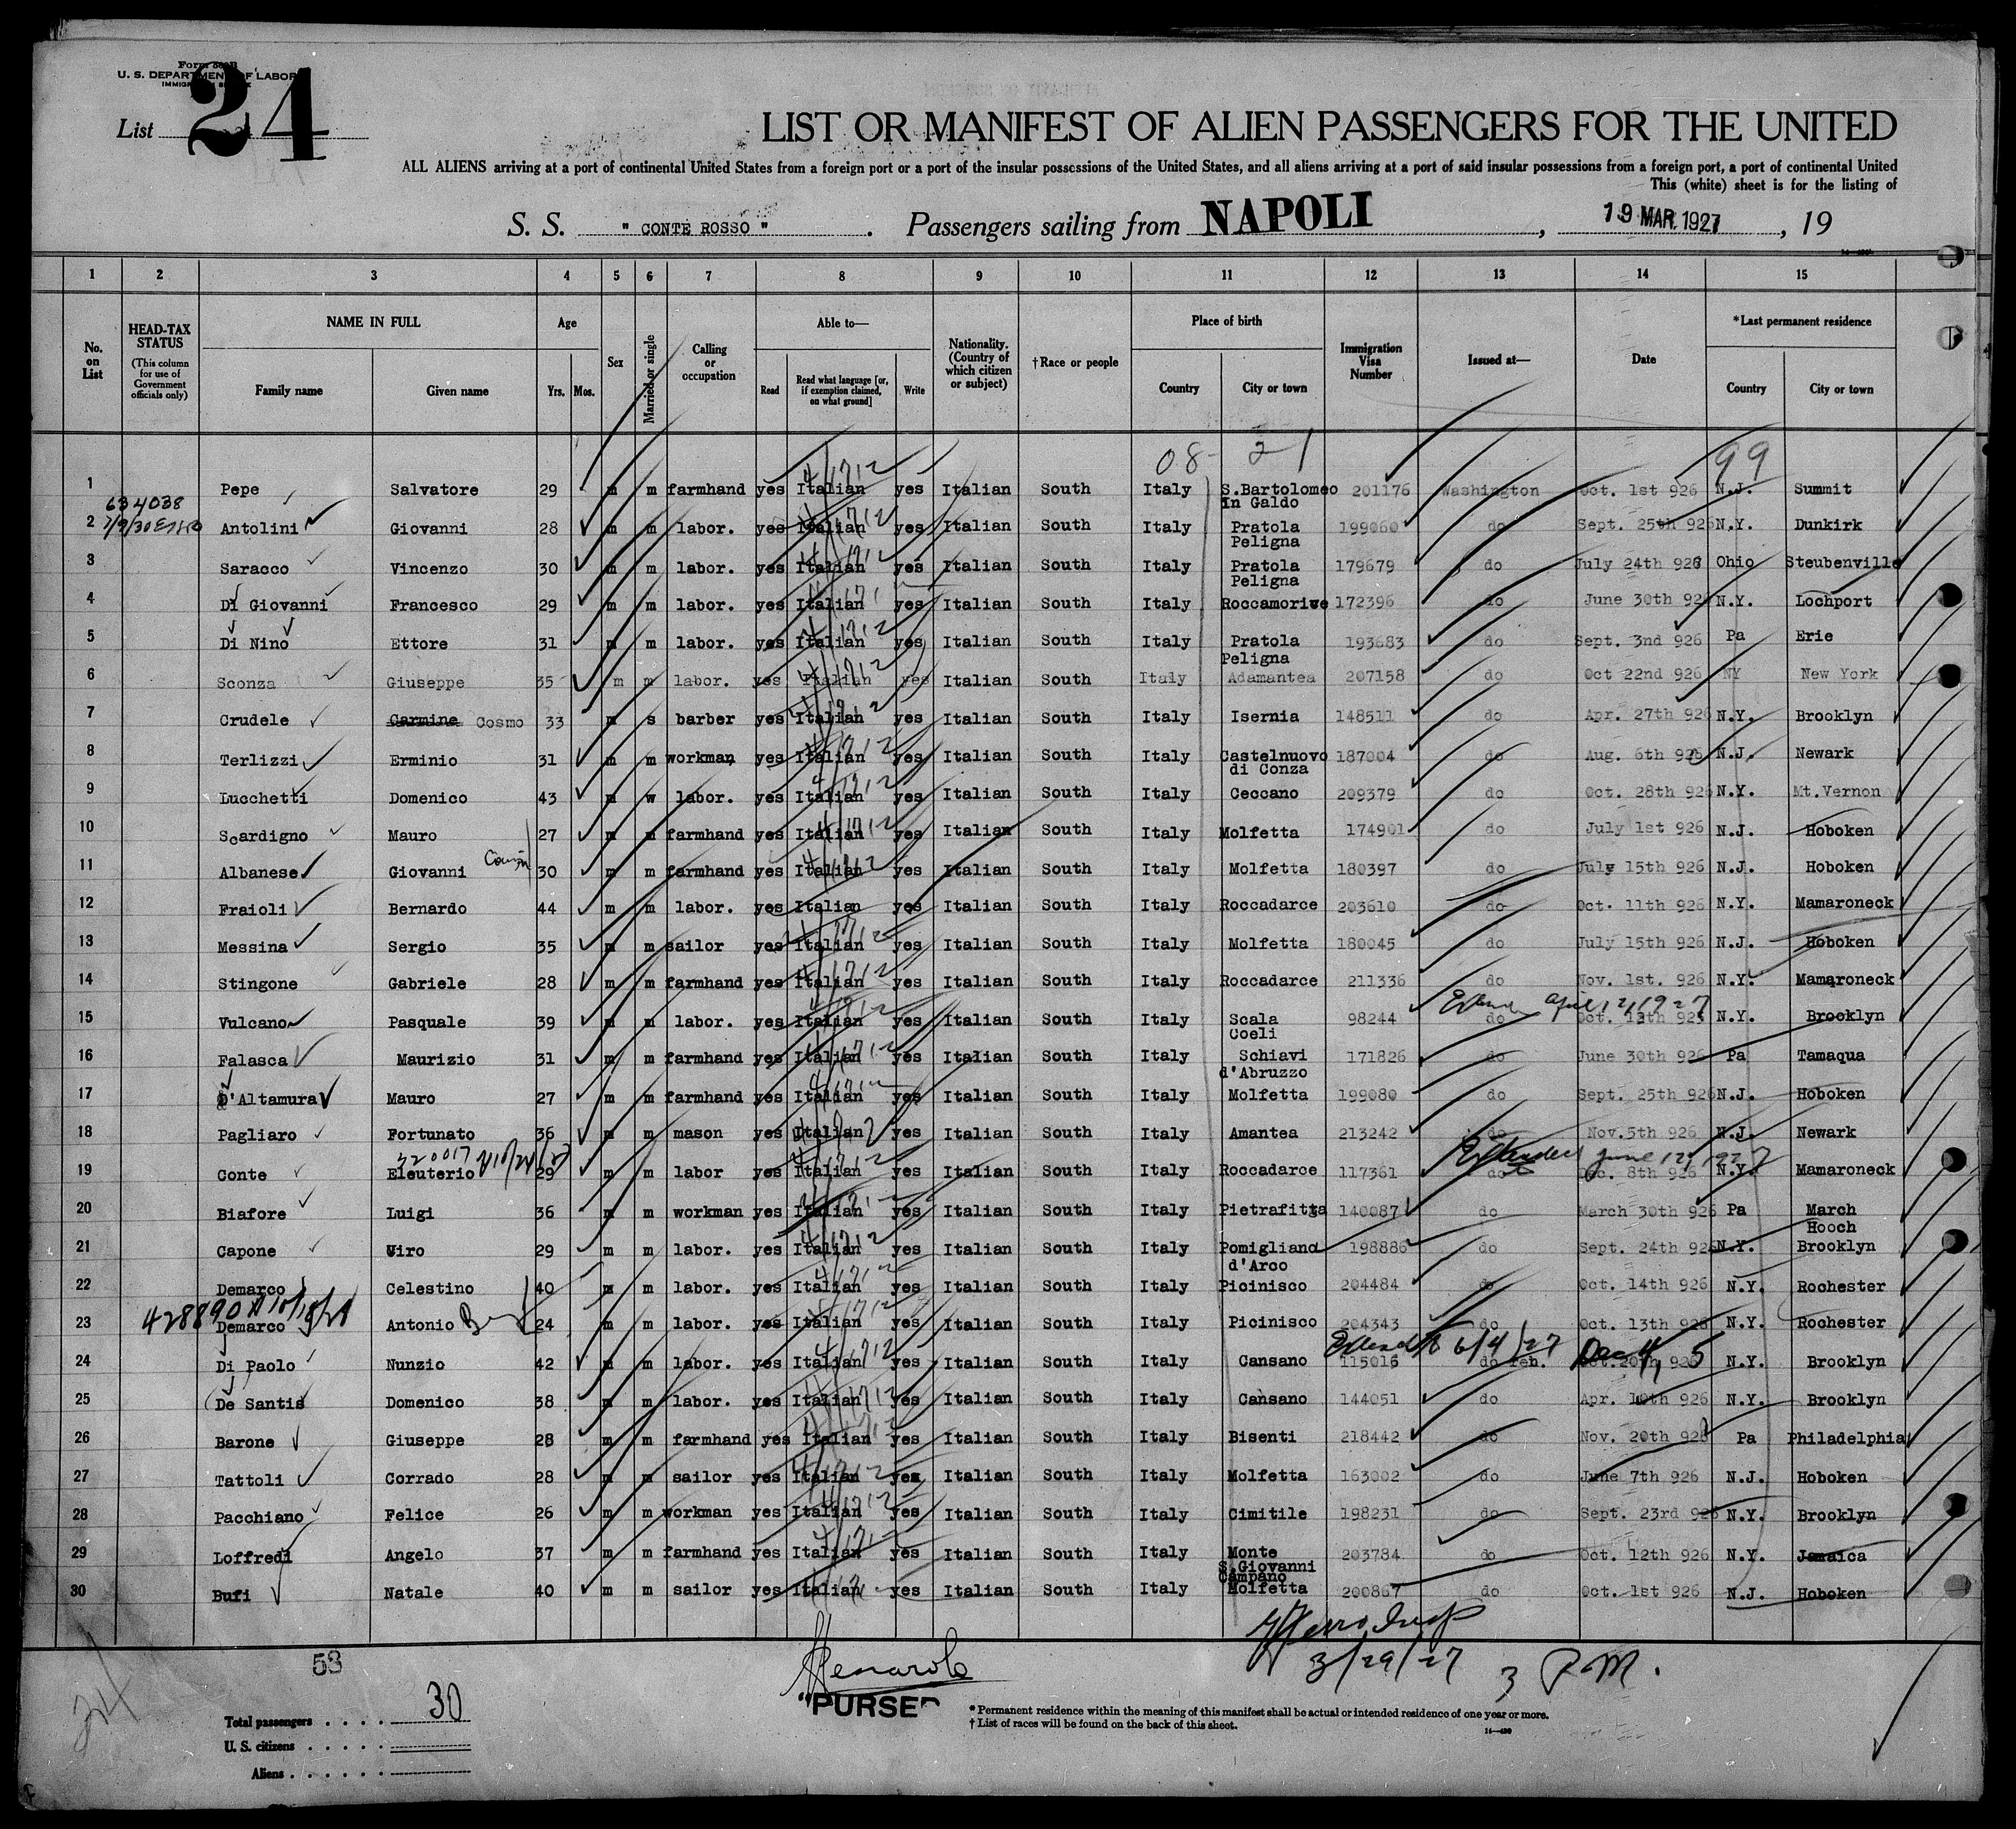 Form 500B
U. S. DEPARTMENT OF LABOR
List 24
LIST OR MANIFEST OF ALIEN PASSENGERS FOR THE UNITED
ALL ALIENS arriving at a port of continental United States from a foreign port or a port of the insular possessions of the United States, and all aliens arriving at a port of said insular possessions from a foreign port, a port of continental United
This (white) sheet is for the listing of
S. S. " CONTE ROSSO " . Passengers sailing from NAPOLI , 19 MAR. 1927 , 19
1 2 3 4 5 6 7 8 9 10 11 12 13 14 15
No. on List
HEAD-TAX STATUS (This column for use of Government officials only)
NAME IN FULL Family name Given name
Age Yrs. Mos.
Sex
Married or single
Calling or occupation
Able to— Read Read what language [or, if exemption claimed, on what ground] Write
Nationality. (Country of which citizen or subject)
†Race or people
Place of birth Country City or town
Immigration Visa Number
Issued at—
Date
*Last permanent residence Country City or town
08- 21 99
1 Pepe Salvatore 29 m m farmhand yes Italian yes Italian South Italy S.Bartolomeo in Galdo 201176 Washington Oct. 1st 926 N.J. Summit
634038
2 Antolini Giovanni 28 m m labor. yes Italian yes Italian South Italy Pratola Peligna 199060 do Sept. 25th 926 N.Y. Dunkirk
3 Saracco Vincenzo 30 m m labor. yes Italian yes Italian South Italy Pratola Peligna 179679 do July 24th 926 Ohio Steubenville
4 Di Giovanni Francesco 29 m m labor. yes Italian yes Italian South Italy Roccamorive 172396 do June 30th 926 N.Y. Lochport
5 Di Nino Ettore 31 m m labor. yes Italian yes Italian South Italy Pratola Peligna 193683 do Sept. 3nd 926 Pa Erie
6 Sconza Giuseppe 35 m m labor. yes Italian yes Italian South Italy Adamantea 207158 do Oct 22nd 926 NY New York
7 Crudele Carmine Cosmo 33 m s barber yes Italian yes Italian South Italy Isernia 148511 do Apr. 27th 926 N.Y. Brooklyn
8 Terlizzi Erminio 31 m m workman yes Italian yes Italian South Italy Castelnuovo di Conza 187004 do Aug. 6th 926 N.J. Newark
9 Lucchetti Domenico 43 m w labor. yes Italian yes Italian South Italy Ceccano 209379 do Oct. 28th 926 N.Y. Mt.Vernon
10 Scardigno Mauro 27 m m farmhand yes Italian yes Italian South Italy Molfetta 174901 do July 1st 926 N.J. Hoboken
11 Albanese Giovanni Cousin 30 m m farmhand yes Italian yes Italian South Italy Molfetta 180397 do July 15th 926 N.J. Hoboken
12 Fraioli Bernardo 44 m m labor. yes Italian yes Italian South Italy Roccadarce 203610 do Oct. 11th 926 N.Y. Mamaroneck
13 Messina Sergio 35 m m sailor yes Italian yes Italian South Italy Molfetta 180045 do July 15th 926 N.J. Hoboken
14 Stingone Gabriele 28 m m farmhand yes Italian yes Italian South Italy Roccadarce 211336 do Nov. 1st. 926 N.Y. Mamaroneck
15 Vulcano Pasquale 39 m m labor. yes Italian yes Italian South Italy Scala Coeli 98244 do Oct. 13th 925 N.Y. Brooklyn
16 Falasca Maurizio 31 m m farmhand yes Italian yes Italian South Italy Schiavi d'Abruzzo 171826 do June 30th 926 Pa Tamaqua
17 D'Altamura Mauro 27 m m farmhand yes Italian yes Italian South Italy Molfetta 199080 do Sept. 25th 926 N.J. Hoboken
18 Pagliaro Fortunato 36 m m mason yes Italian yes Italian South Italy Amantea 213242 do Nov.5th 926 N.J. Newark
Extended June 12/1927
19 Conte Eleuterio 29 m m labor yes Italian yes Italian South Italy Roccadarce 117361 do Dec. 8th 926 N.Y. Mamaroneck
20 Biafore Luigi 36 m m workman yes Italian yes Italian South Italy Pietrafitta 140087 do March 30th 926 Pa March Hooch
21 Capone Viro 29 m m labor. yes Italian yes Italian South Italy Pomigliano d'Arco 198886 do Sept. 24th 926 N.Y. Brooklyn
22 Demarco Celestino 40 m m labor. yes Italian yes Italian South Italy Picinisco 204484 do Oct. 14th 926 N.Y. Rochester
428890
23 Demarco Antonio 24 m m labor. yes Italian yes Italian South Italy Picinisco 204343 do Oct. 13th 926 N.Y. Rochester
24 Di Paolo Nunzio 42 m m labor. yes Italian yes Italian South Italy Cansano 115016 do N.Y. Brooklyn
25 De Santis Domenico 38 m m labor. yes Italian yes Italian South Italy Cansano 144051 do Apr. 10th 926 N.Y. Brooklyn
26 Barone Giuseppe 28 m m farmhand yes Italian yes Italian South Italy Bisenti 218442 do Nov. 20th 926 Pa Philadelphia
27 Tattoli Corrado 28 m m sailor yes Italian yes Italian South Italy Molfetta 163002 do June 7th 926 N.J. Hoboken
28 Pacchiano Felice 26 m m workman yes Italian yes Italian South Italy Cimitile 198231 do Sept. 23rd 926 N.Y. Brooklyn
29 Loffredi Angelo 37 m m farmhand yes Italian yes Italian South Italy Monte S.Giovanni Campano 203784 do Oct. 12th 926 N.Y. Jamaica
30 Bufi Natale 40 m m sailor yes Italian yes Italian South Italy Molfetta 200867 do Oct. 1st 926 N.J. Hoboken
53
3/29/27 3 P.M.
PURSER
34
Total passengers . . . . 30
U. S. citizens . . . . .
Aliens . . . . . .
* Permanent residence within the meaning of this manifest shall be actual or intended residence of one year or more.
† List of races will be found on the back of this sheet.